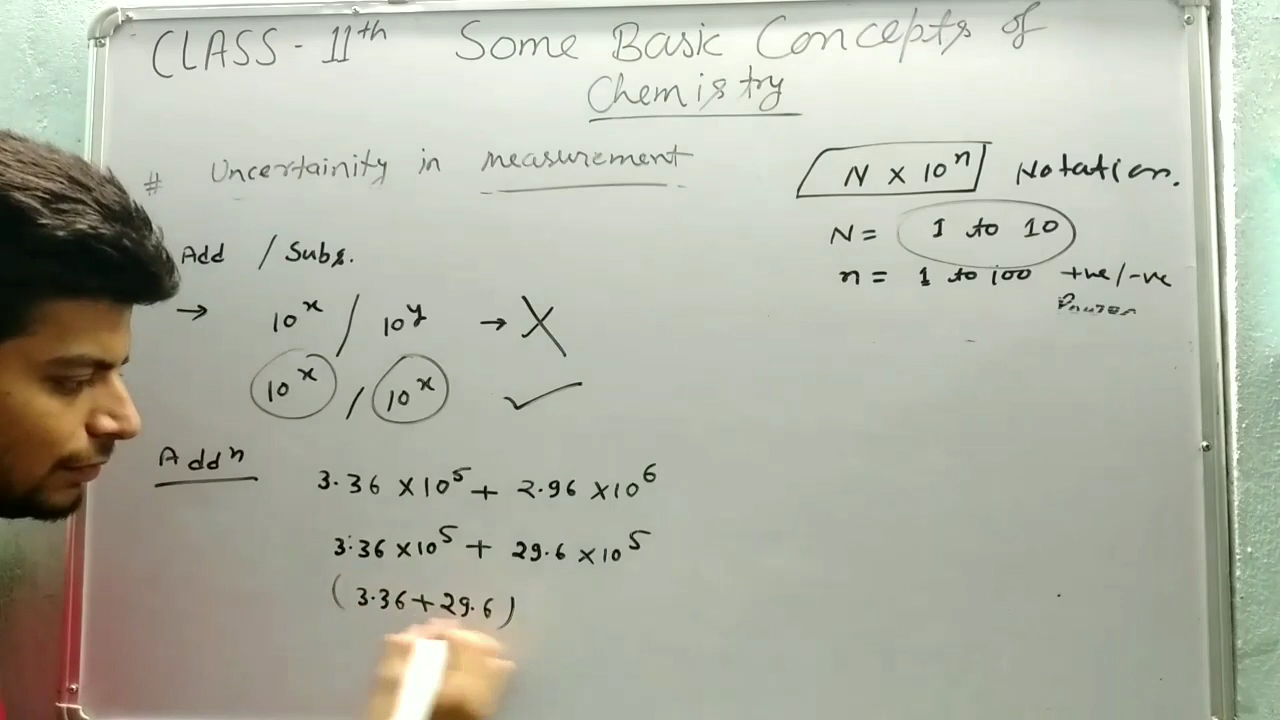 CLASS - 11th Some Basic Concepts of
Chemistry
# Uncertainity in measurement
N × 10ⁿ Notation.
N = 1 to 10
n = 1 to 100 +ve/-ve
Add / Subs.
→ 10ˣ / 10ʸ → X
10ˣ / 10ˣ ✓
Addⁿ
3.36 × 10⁵ + 2.96 × 10⁶
3.36 × 10⁵ + 29.6 × 10⁵
(3.36 + 29.6)